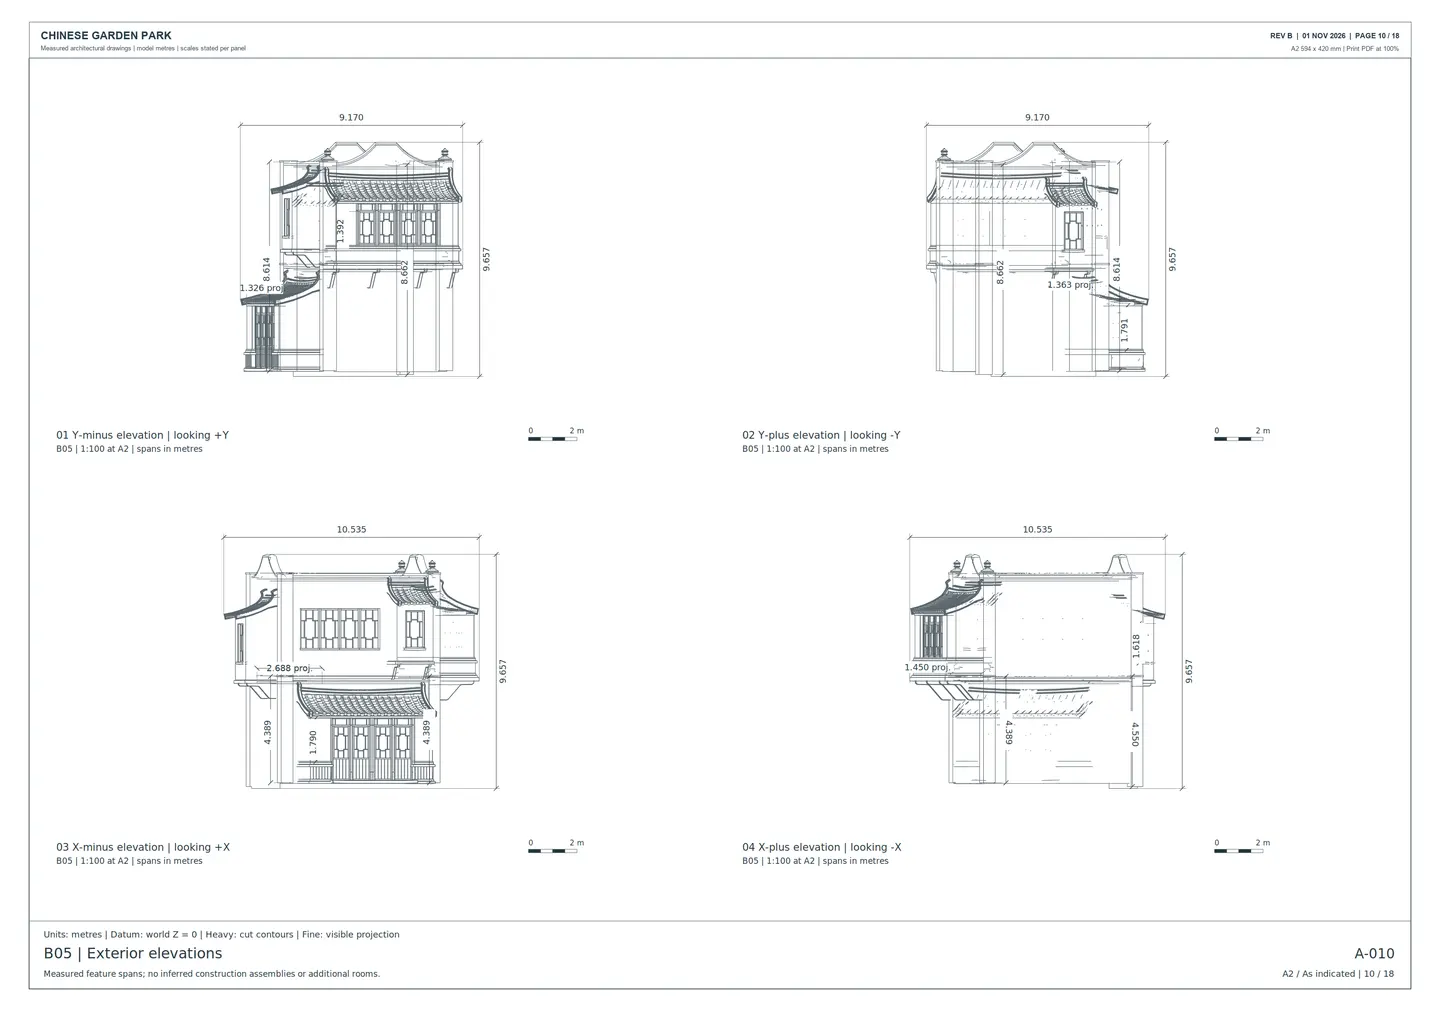 CHINESE GARDEN PARK
Measured architectural drawings | model metres | scales stated per panel
REV B | 01 NOV 2026 | PAGE 10 / 18
A2 594 x 420 mm | Print PDF at 100%
9.170
1.392
8.614
8.662
9.657
1.326 proj.
01 Y-minus elevation | looking +Y
B05 | 1:100 at A2 | spans in metres
0 2 m
9.170
8.662
8.614
9.657
1.363 proj.
1.791
02 Y-plus elevation | looking -Y
B05 | 1:100 at A2 | spans in metres
0 2 m
10.535
2.688 proj.
9.657
4.389
1.790
4.389
03 X-minus elevation | looking +X
B05 | 1:100 at A2 | spans in metres
0 2 m
10.535
1.618
1.450 proj.
9.657
4.389
4.550
04 X-plus elevation | looking -X
B05 | 1:100 at A2 | spans in metres
0 2 m
Units: metres | Datum: world Z = 0 | Heavy: cut contours | Fine: visible projection
B05 | Exterior elevations
A-010
Measured feature spans; no inferred construction assemblies or additional rooms.
A2 / As indicated | 10 / 18